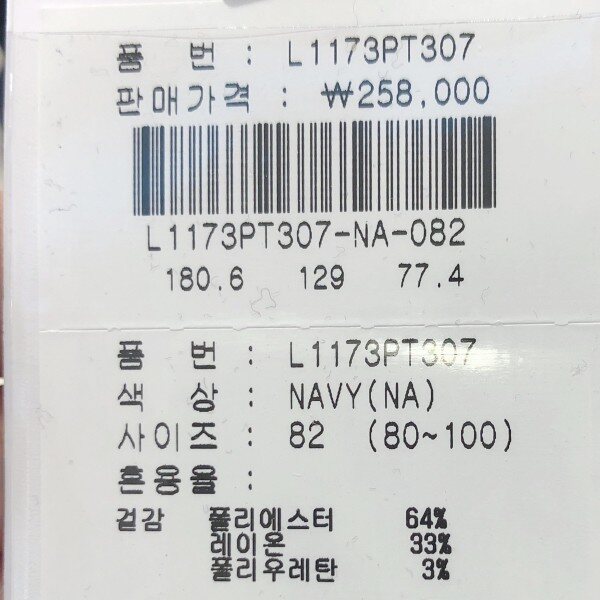 품 번 : L1173PT307
판매가격 : ₩258,000
L1173PT307-NA-082
180.6 129 77.4
품 번 : L1173PT307
색 상 : NAVY(NA)
사이즈 : 82 (80~100)
혼용율 :
겉감 폴리에스터 64%
레이온 33%
폴리우레탄 3%